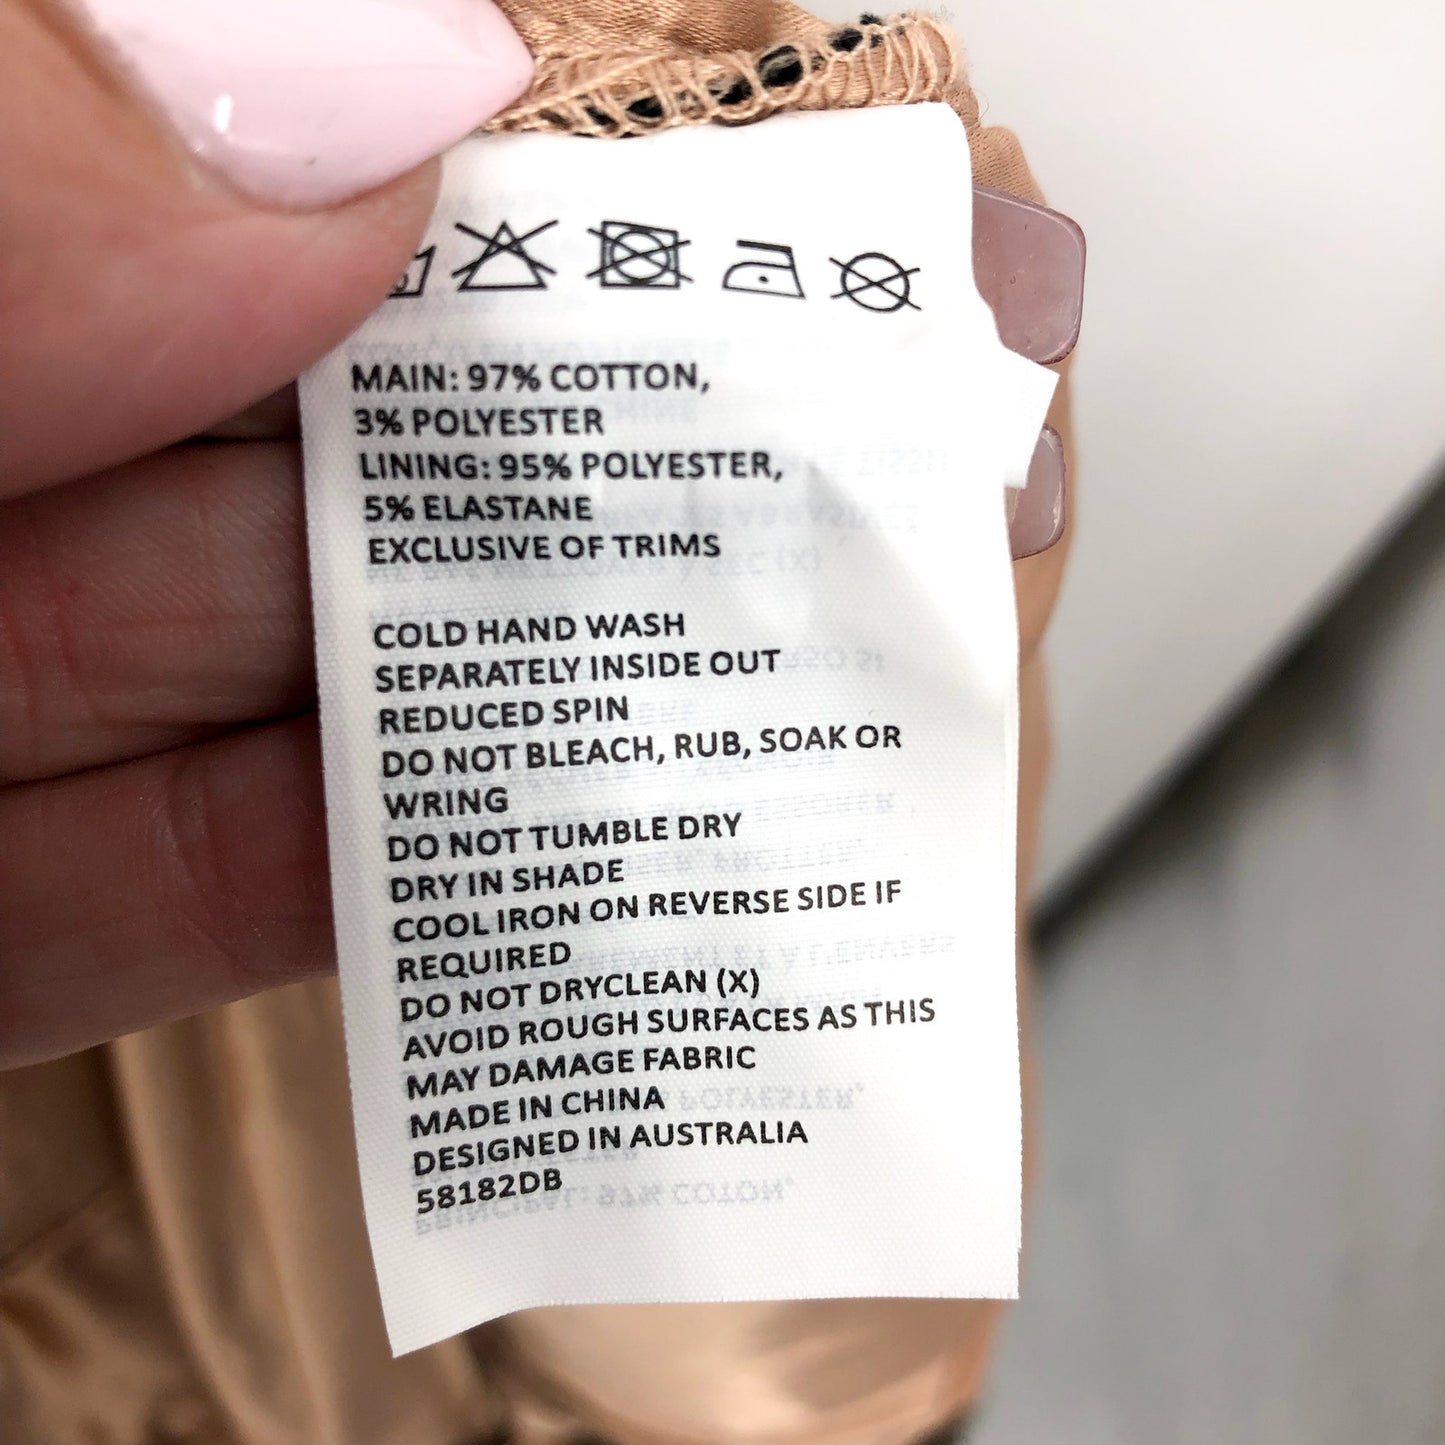 MAIN: 97% COTTON,
3% POLYESTER
LINING: 95% POLYESTER,
5% ELASTANE
EXCLUSIVE OF TRIMS
COLD HAND WASH
SEPARATELY INSIDE OUT
REDUCED SPIN
DO NOT BLEACH, RUB, SOAK OR
WRING
DO NOT TUMBLE DRY
DRY IN SHADE
COOL IRON ON REVERSE SIDE IF
REQUIRED
DO NOT DRYCLEAN (X)
AVOID ROUGH SURFACES AS THIS
MAY DAMAGE FABRIC
MADE IN CHINA
DESIGNED IN AUSTRALIA
58182DB